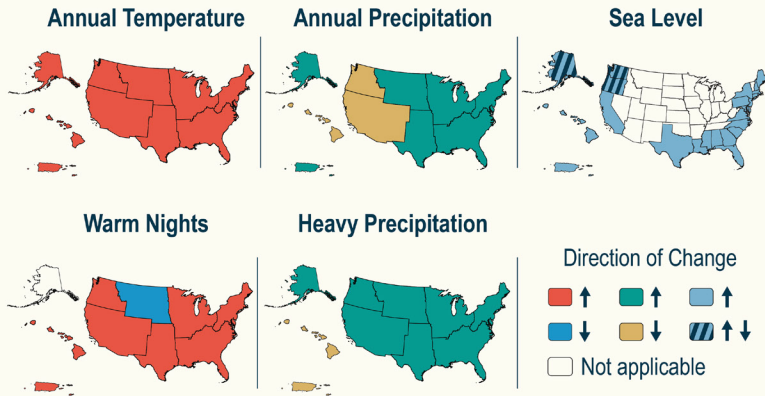 Annual Temperature
Annual Precipitation
Sea Level
Warm Nights
Heavy Precipitation
Direction of Change
Not applicable